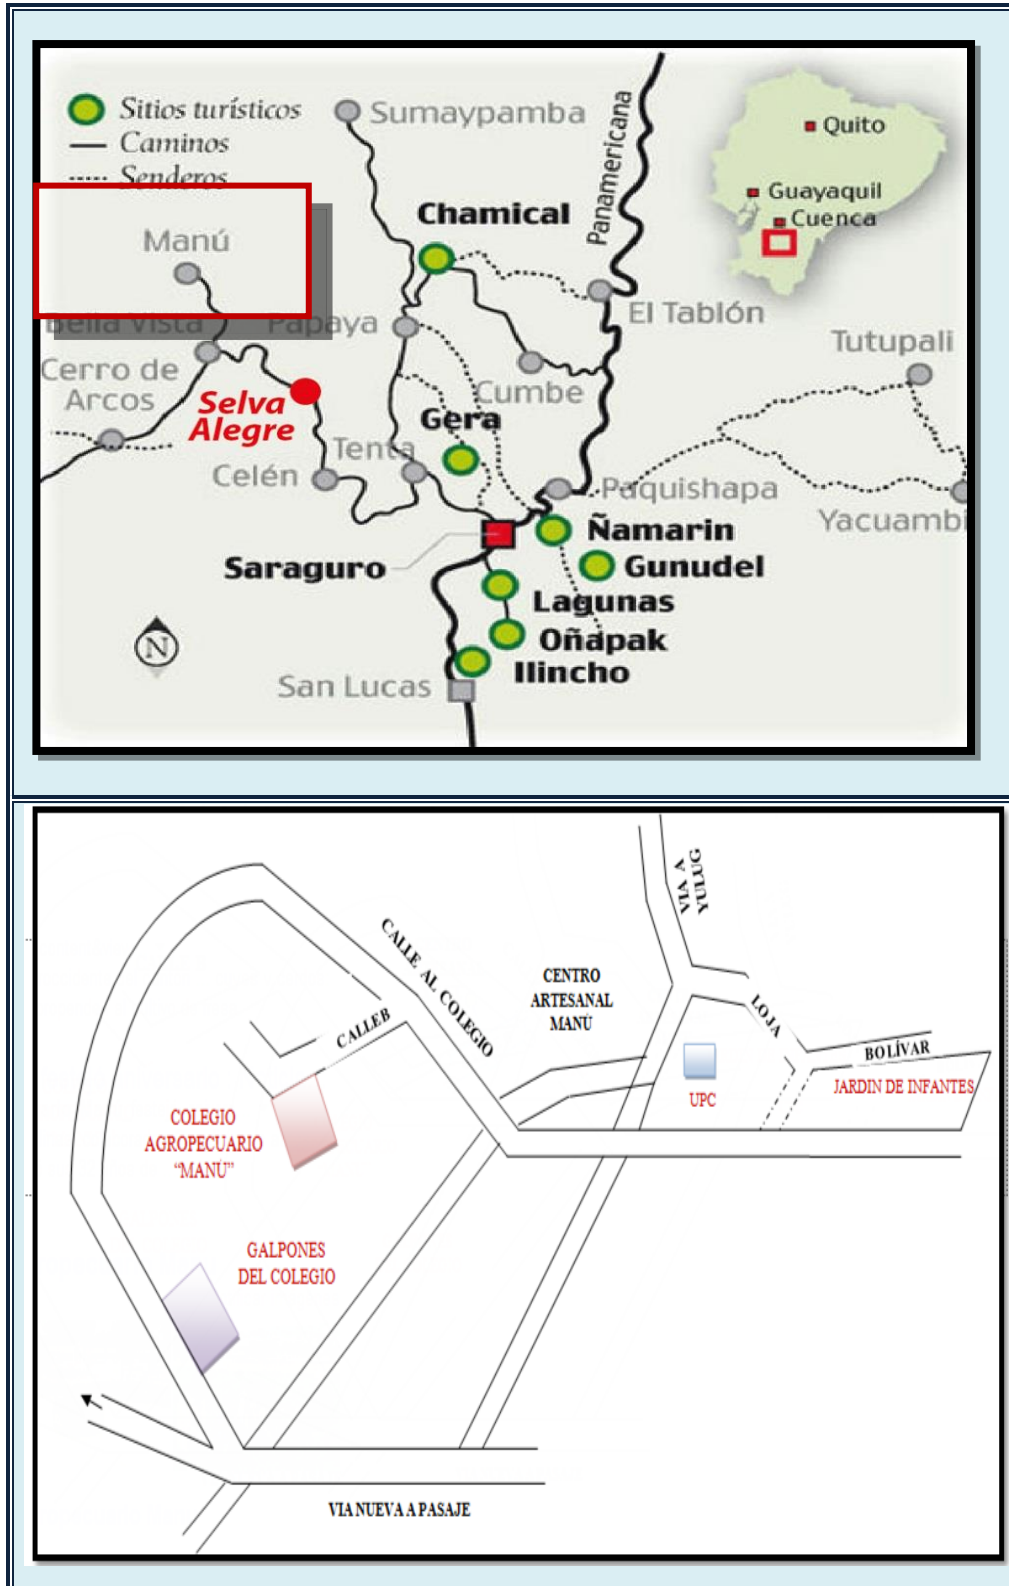 Sitios turísticos
Caminos
Senderos
Sumaypamba
Panamericana
Quito
Guayaquil
Cuenca
Chamical
Manú
Bella Vista
Papaya
El Tablón
Tutupali
Cerro de
Arcos
Selva
Alegre
Cumbe
Gera
Tenta
Celén
Paquishapa
Yacuambi
Ñamarin
Saraguro
Gunudel
Lagunas
Oñapak
Ilincho
San Lucas
N
VIA A
YULUG
CALLE AL COLEGIO
CENTRO
ARTESANAL
MANÚ
LOJA
CALLEB
BOLÍVAR
JARDIN DE INFANTES
UPC
COLEGIO
AGROPECUARIO
“MANÚ”
GALPONES
DEL COLEGIO
VIA NUEVA A PASAJE